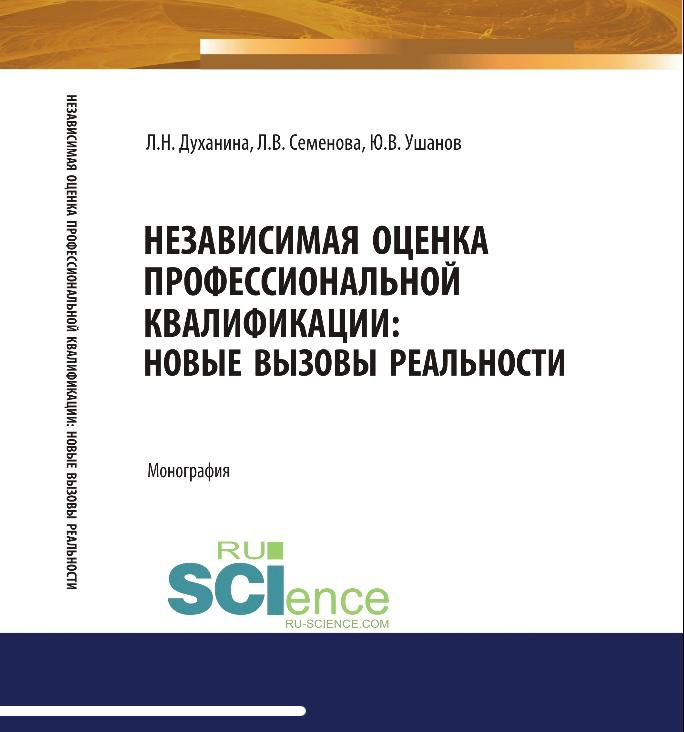 НЕЗАВИСИМАЯ ОЦЕНКА ПРОФЕССИОНАЛЬНОЙ КВАЛИФИКАЦИИ: НОВЫЕ ВЫЗОВЫ РЕАЛЬНОСТИ
Л.Н. Духанина, Л.В. Семенова, Ю.В. Ушанов
НЕЗАВИСИМАЯ ОЦЕНКА
ПРОФЕССИОНАЛЬНОЙ
КВАЛИФИКАЦИИ:
НОВЫЕ ВЫЗОВЫ РЕАЛЬНОСТИ
Монография
RU
SCIence
RU-SCIENCE.COM